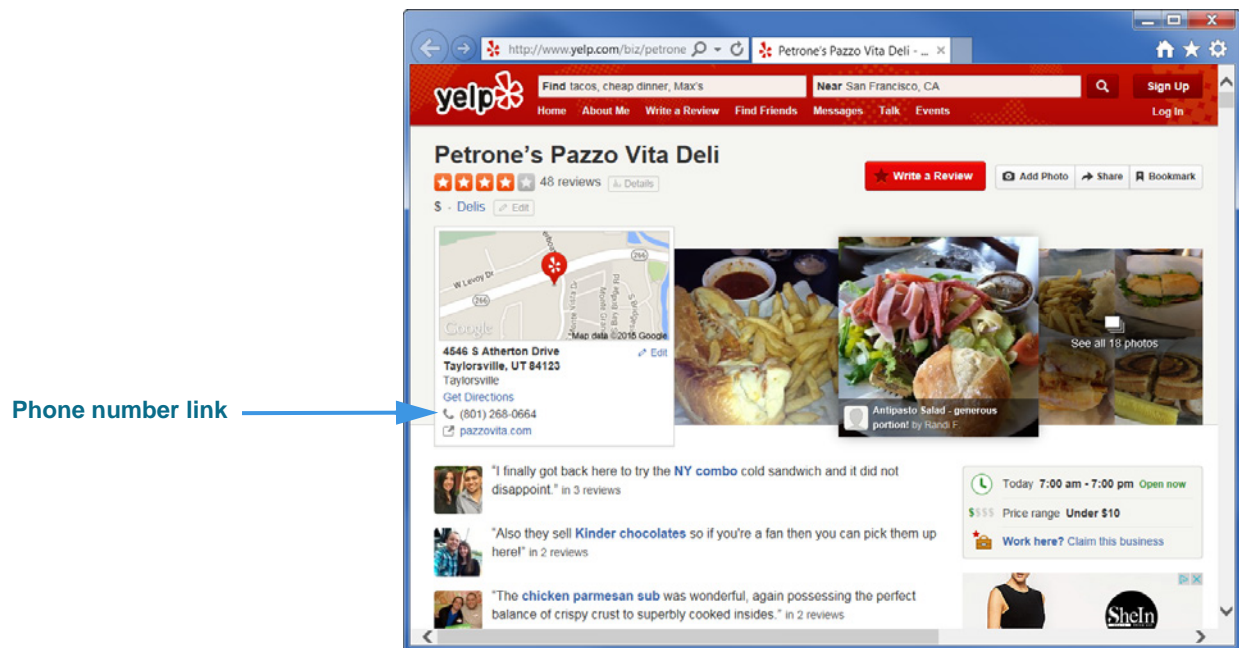 http://www.yelp.com/biz/petrone
Petrone's Pazzo Vita Deli - ...
yelp
Find tacos, cheap dinner, Max's
Near San Francisco, CA
Sign Up
Home About Me Write a Review Find Friends Messages Talk Events
Log In
Petrone's Pazzo Vita Deli
48 reviews Details
Write a Review
Add Photo
Share
Bookmark
$ · Delis Edit
W Levoy Dr
266
266
Google
Map data ©2015 Google
4546 S Atherton Drive
Edit
Taylorsville, UT 84123
Taylorsville
Get Directions
Phone number link
(801) 268-0664
pazzovita.com
See all 18 photos
Antipasto Salad - generous
portion! by Randi F.
"I finally got back here to try the NY combo cold sandwich and it did not
disappoint." in 3 reviews
"Also they sell Kinder chocolates so if you're a fan then you can pick them up
here!" in 2 reviews
"The chicken parmesan sub was wonderful, again possessing the perfect
balance of crispy crust to superbly cooked insides." in 2 reviews
Today 7:00 am - 7:00 pm Open now
$$$$ Price range Under $10
Work here? Claim this business
SheIn